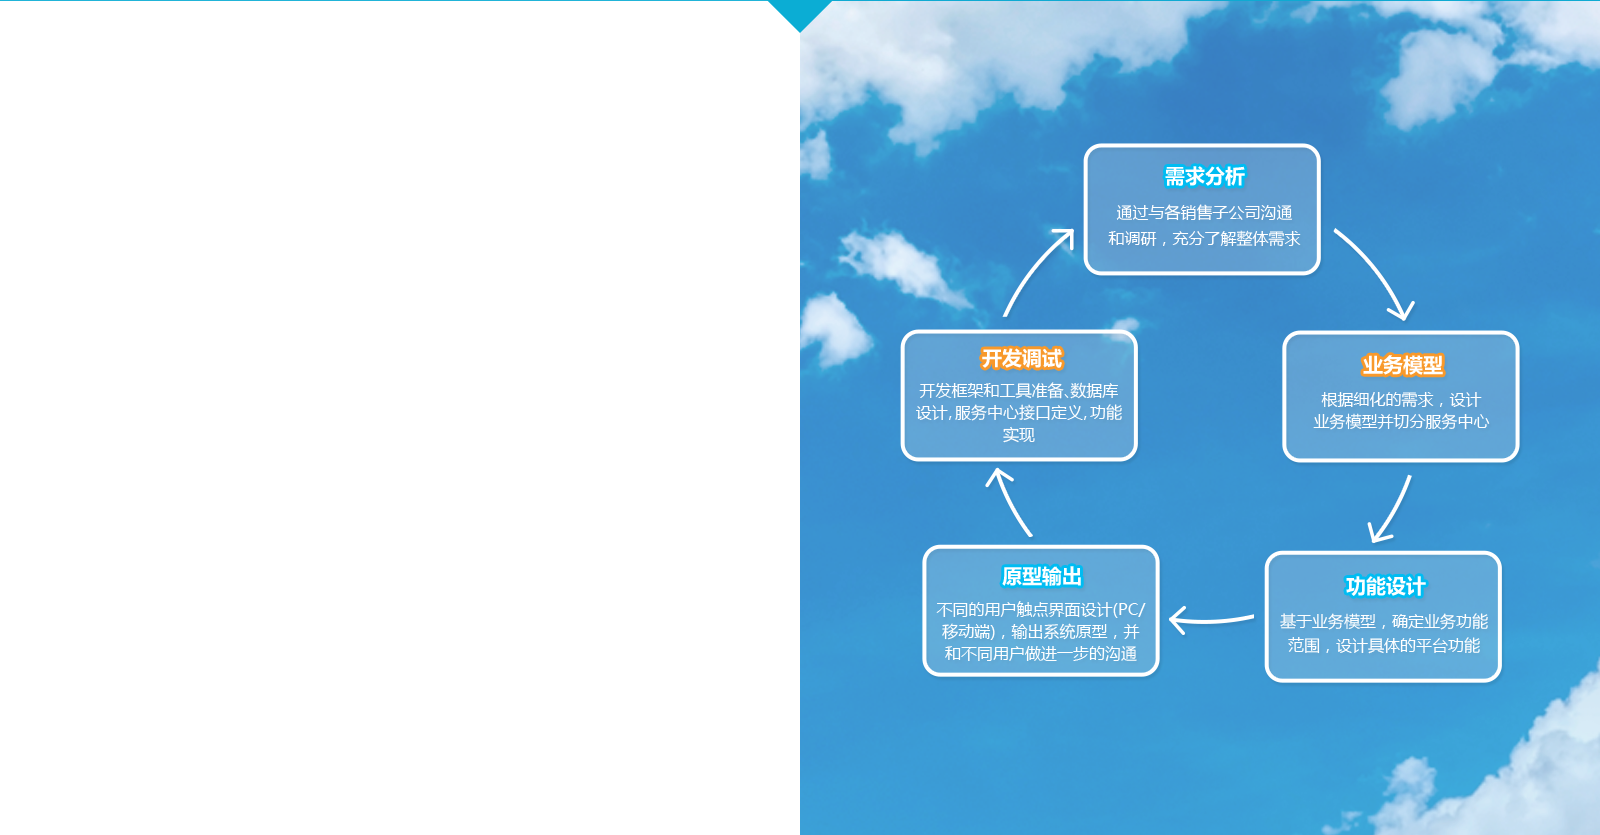 需求分析
通过与各销售子公司沟通
和调研，充分了解整体需求
业务模型
根据细化的需求，设计
业务模型并切分服务中心
功能设计
基于业务模型，确定业务功能
范围，设计具体的平台功能
原型输出
不同的用户触点界面设计(PC/
移动端)，输出系统原型，并
和不同用户做进一步的沟通
开发调试
开发框架和工具准备、数据库
设计, 服务中心接口定义, 功能
实现